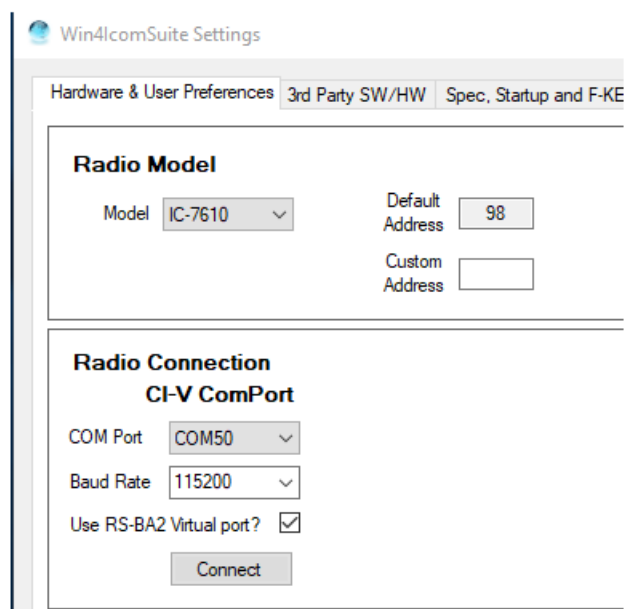 Win4IcomSuite Settings
Hardware & User Preferences 3rd Party SW/HW Spec, Startup and F-KE
Radio Model
Model IC-7610
Default Address 98
Custom Address
Radio Connection
CI-V ComPort
COM Port COM50
Baud Rate 115200
Use RS-BA2 Virtual port?
Connect